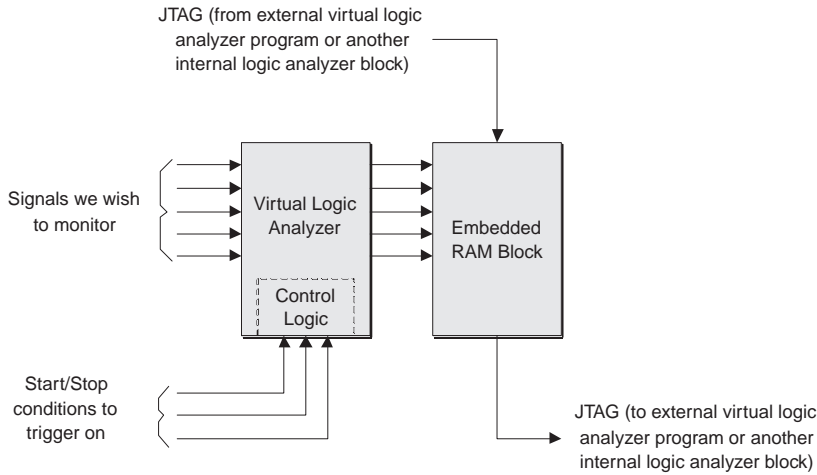 JTAG (from external virtual logic
analyzer program or another
internal logic analyzer block)
Signals we wish
to monitor
Virtual Logic
Analyzer
Control
Logic
Embedded
RAM Block
Start/Stop
conditions to
trigger on
JTAG (to external virtual logic
analyzer program or another
internal logic analyzer block)